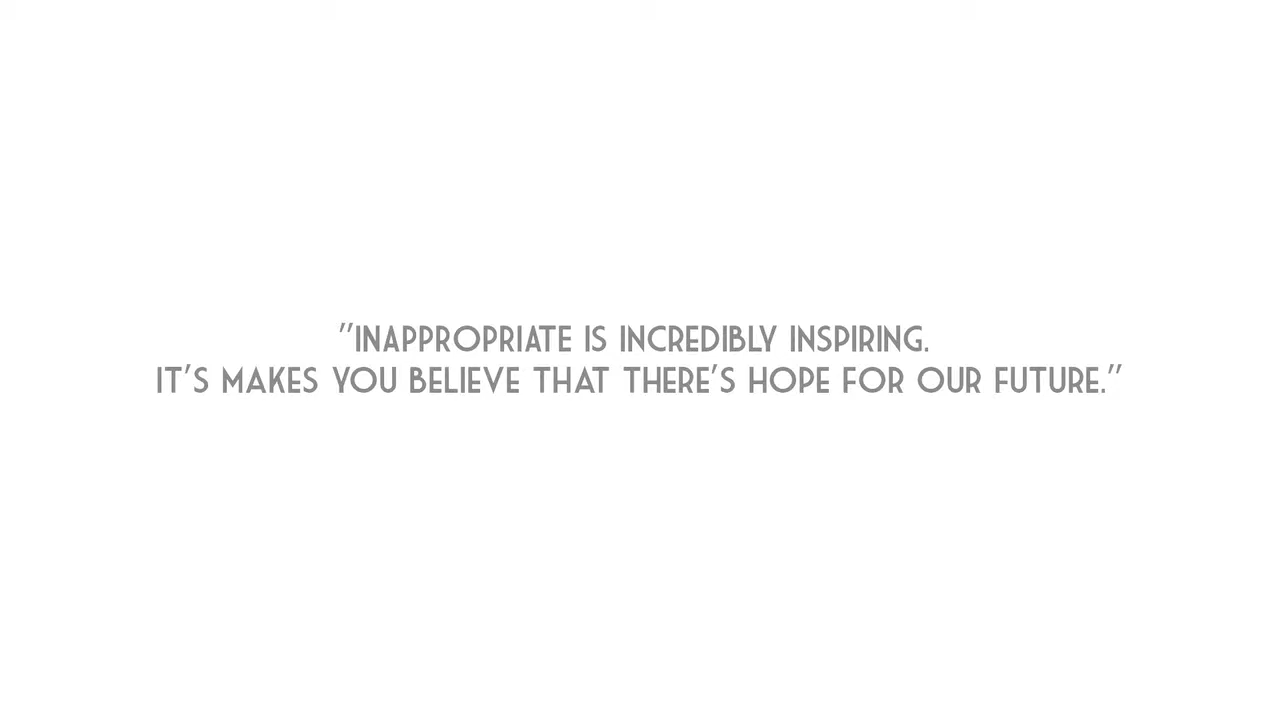 "INAPPROPRIATE IS INCREDIBLY INSPIRING.
IT'S MAKES YOU BELIEVE THAT THERE'S HOPE FOR OUR FUTURE."